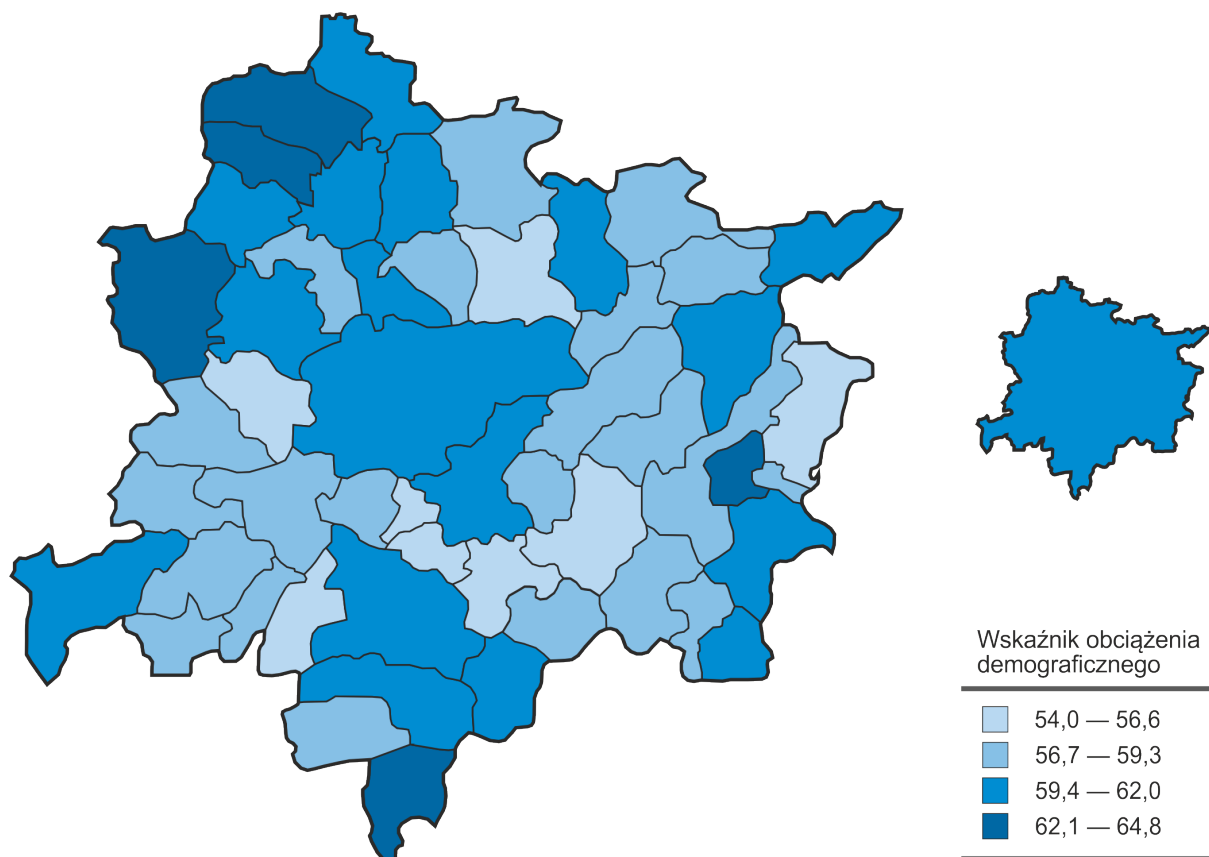 Wskaźnik obciążenia
demograficznego
54,0 — 56,6
56,7 — 59,3
59,4 — 62,0
62,1 — 64,8